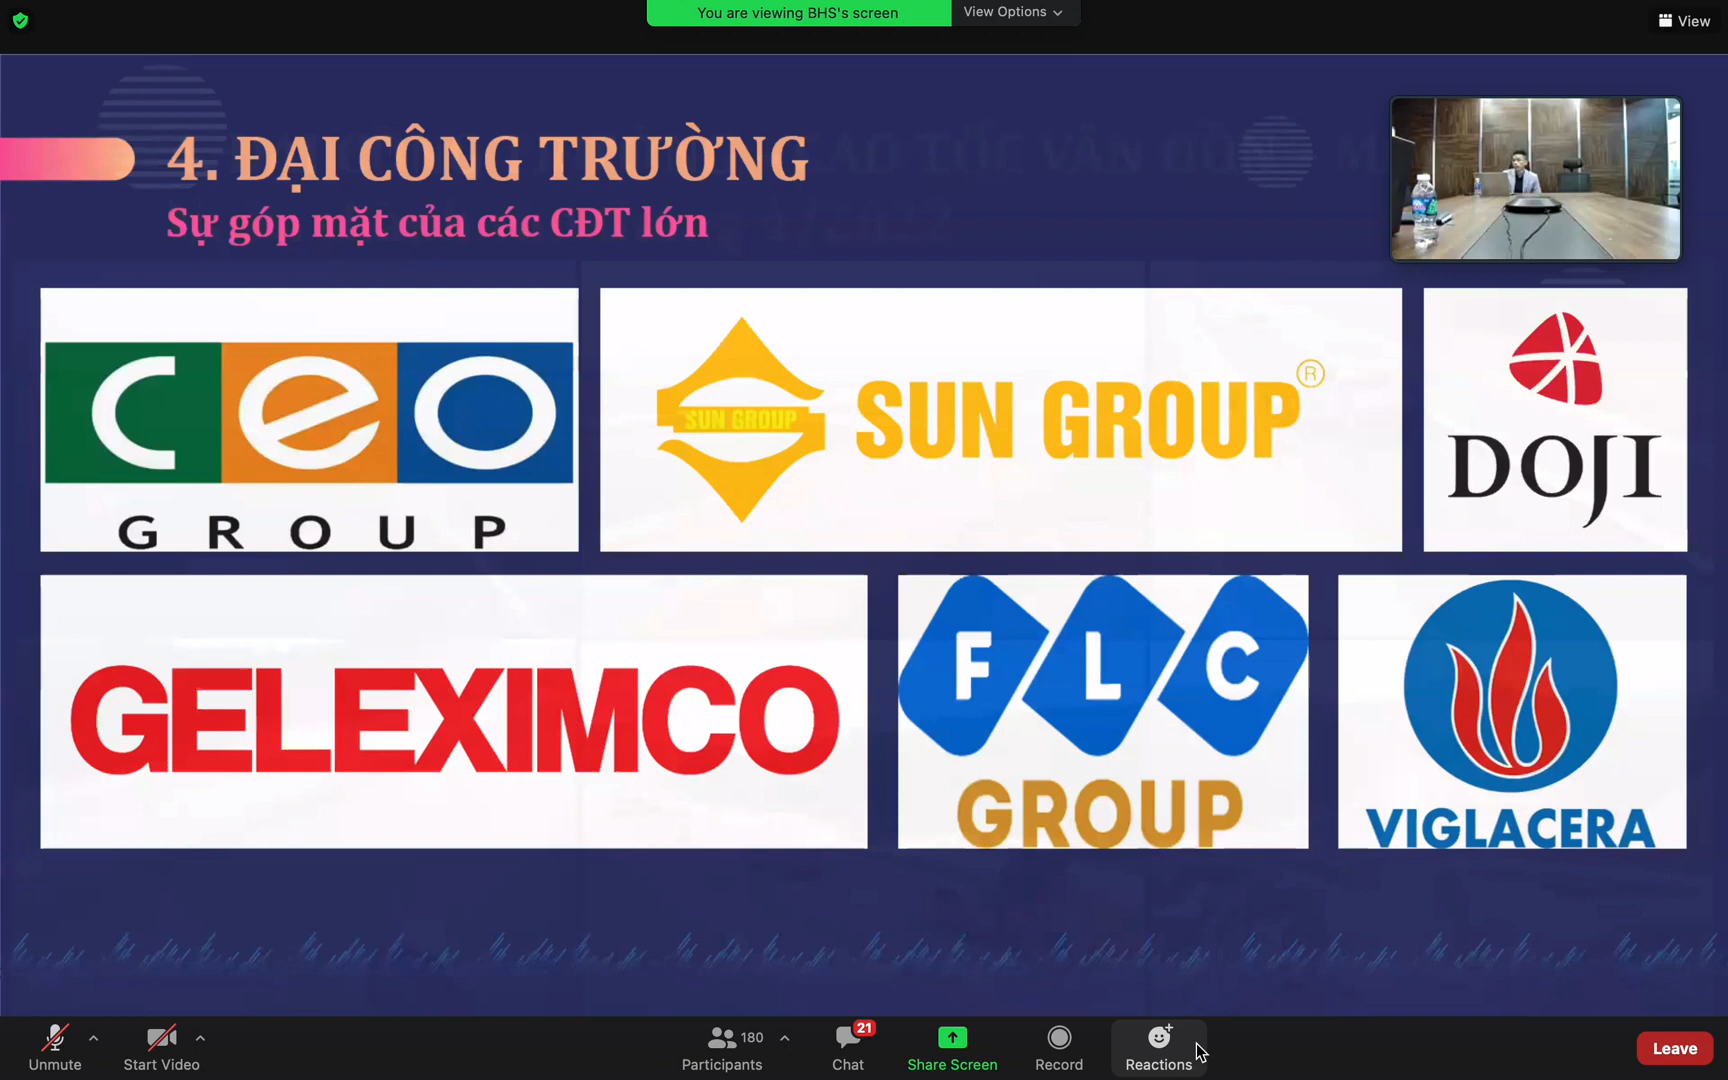 You are viewing BHS's screen
View Options
View
4. ĐẠI CÔNG TRƯỜNG
Sự góp mặt của các CĐT lớn
ceo
GROUP
SUN GROUP
SUN GROUP ®
DOJI
GELEXIMCO
FLC
GROUP
VIGLACERA
Unmute
Start Video
180
Participants
21
Chat
Share Screen
Record
Reactions
Leave